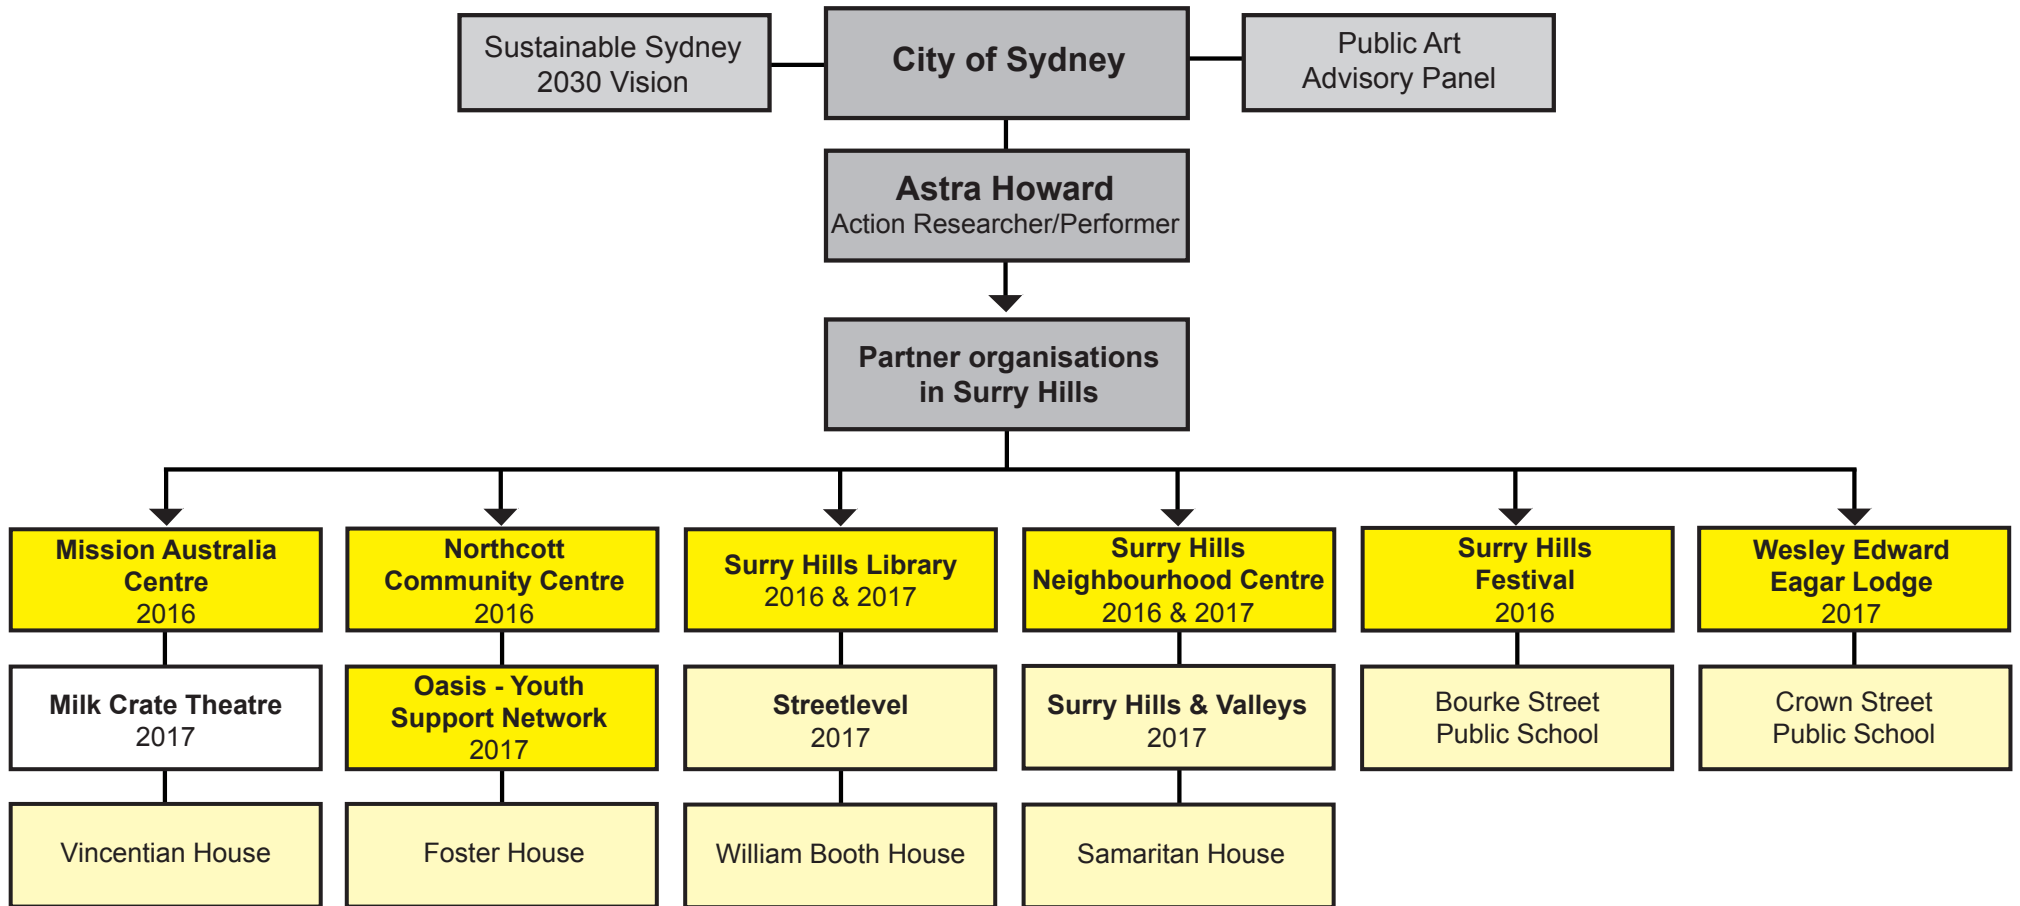 Sustainable Sydney
2030 Vision
City of Sydney
Public Art
Advisory Panel
Astra Howard
Action Researcher/Performer
Partner organisations
in Surry Hills
Mission Australia
Centre
2016
Northcott
Community Centre
2016
Surry Hills Library
2016 & 2017
Surry Hills
Neighbourhood Centre
2016 & 2017
Surry Hills
Festival
2016
Wesley Edward
Eagar Lodge
2017
Milk Crate Theatre
2017
Oasis - Youth
Support Network
2017
Streetlevel
2017
Surry Hills & Valleys
2017
Bourke Street
Public School
Crown Street
Public School
Vincentian House
Foster House
William Booth House
Samaritan House